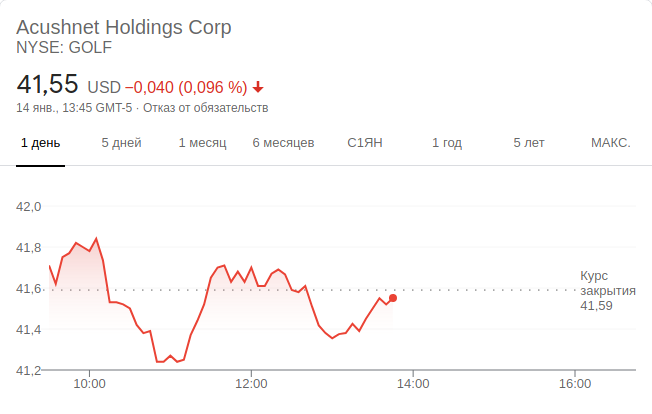 Acushnet Holdings Corp
NYSE: GOLF
41,55 USD −0,040 (0,096 %)
14 янв., 13:45 GMT-5 · Отказ от обязательств
1 день 5 дней 1 месяц 6 месяцев С1ЯН 1 год 5 лет МАКС.
42,0
41,8
41,6
41,4
41,2
Курс
закрытия
41,59
10:00 12:00 14:00 16:00